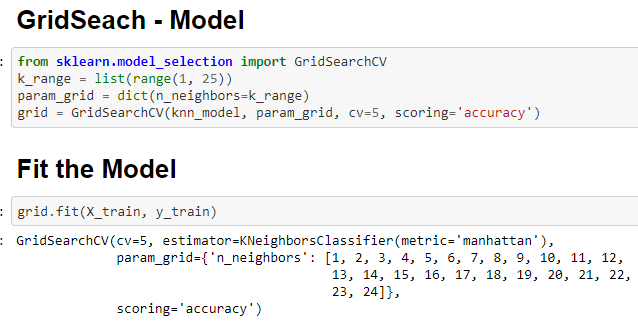 GridSeach - Model
: from sklearn.model_selection import GridSearchCV
k_range = list(range(1, 25))
param_grid = dict(n_neighbors=k_range)
grid = GridSearchCV(knn_model, param_grid, cv=5, scoring='accuracy')
Fit the Model
: grid.fit(X_train, y_train)
: GridSearchCV(cv=5, estimator=KNeighborsClassifier(metric='manhattan'),
param_grid={'n_neighbors': [1, 2, 3, 4, 5, 6, 7, 8, 9, 10, 11, 12,
13, 14, 15, 16, 17, 18, 19, 20, 21, 22,
23, 24]},
scoring='accuracy')